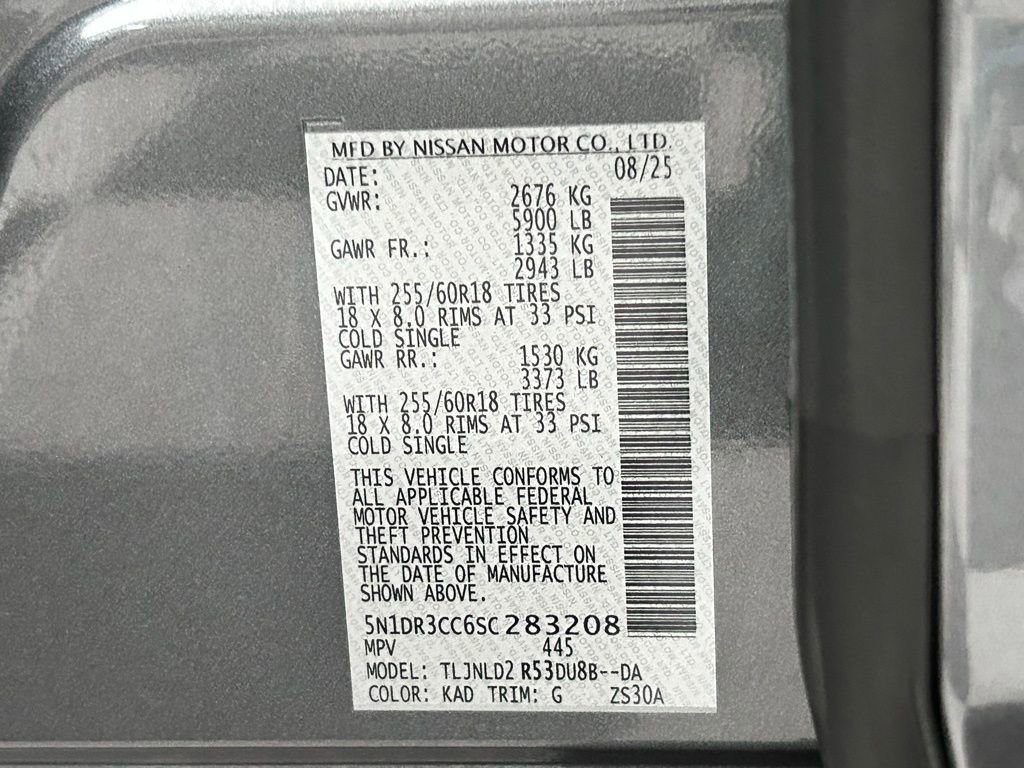 MFD BY NISSAN MOTOR CO., LTD.
DATE: 08/25
GVWR: 2676 KG
5900 LB
GAWR FR.: 1335 KG
2943 LB
WITH 255/60R18 TIRES
18 X 8.0 RIMS AT 33 PSI
COLD SINGLE
GAWR RR.: 1530 KG
3373 LB
WITH 255/60R18 TIRES
18 X 8.0 RIMS AT 33 PSI
COLD SINGLE
THIS VEHICLE CONFORMS TO
ALL APPLICABLE FEDERAL
MOTOR VEHICLE SAFETY AND
THEFT PREVENTION
STANDARDS IN EFFECT ON
THE DATE OF MANUFACTURE
SHOWN ABOVE.
5N1DR3CC6SC283208
MPV 445
MODEL: TLJNLD2 R53DU8B--DA
COLOR: KAD TRIM: G ZS30A